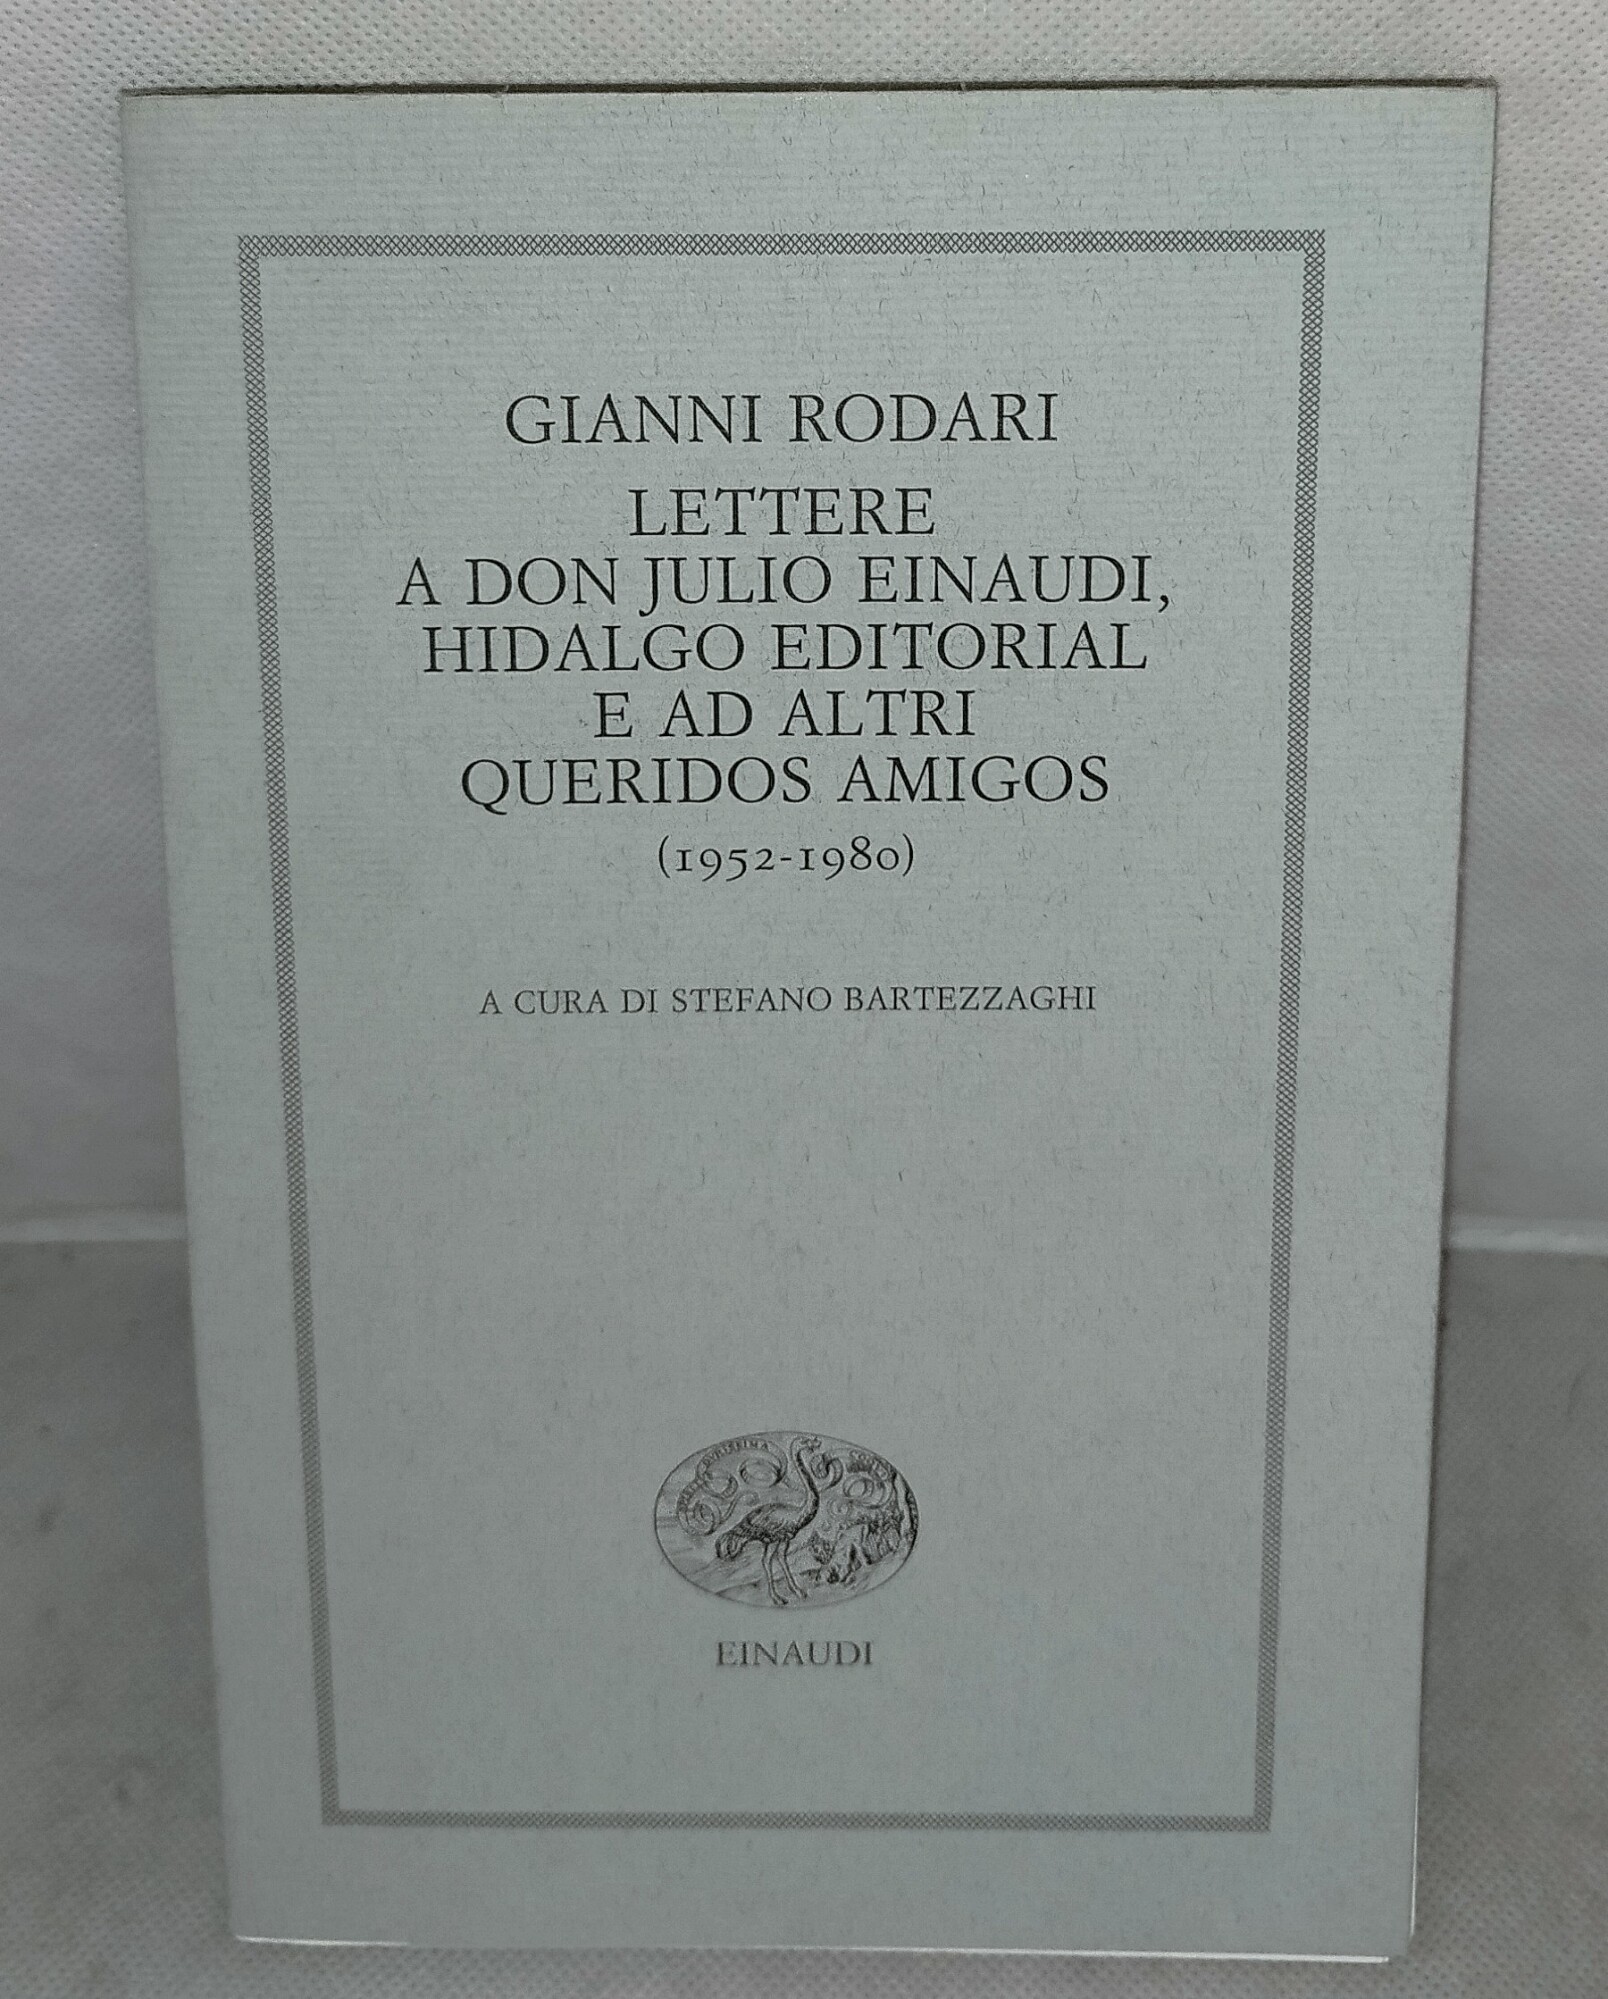 GIANNI RODARI
LETTERE
A DON JULIO EINAUDI,
HIDALGO EDITORIAL
E AD ALTRI
QUERIDOS AMIGOS
(1952-1980)
A CURA DI STEFANO BARTEZZAGHI
EINAUDI